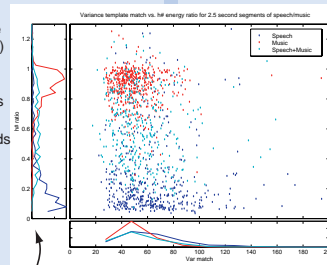 Variance template match vs. h# energy ratio for 2.5 second segments of speech/music
Speech
Music
Speech+Music
1.2
1
0.8
0.6
0.4
0.2
0
h# ratio
0 20 40 60 80 100 120 140 160 180
Var match